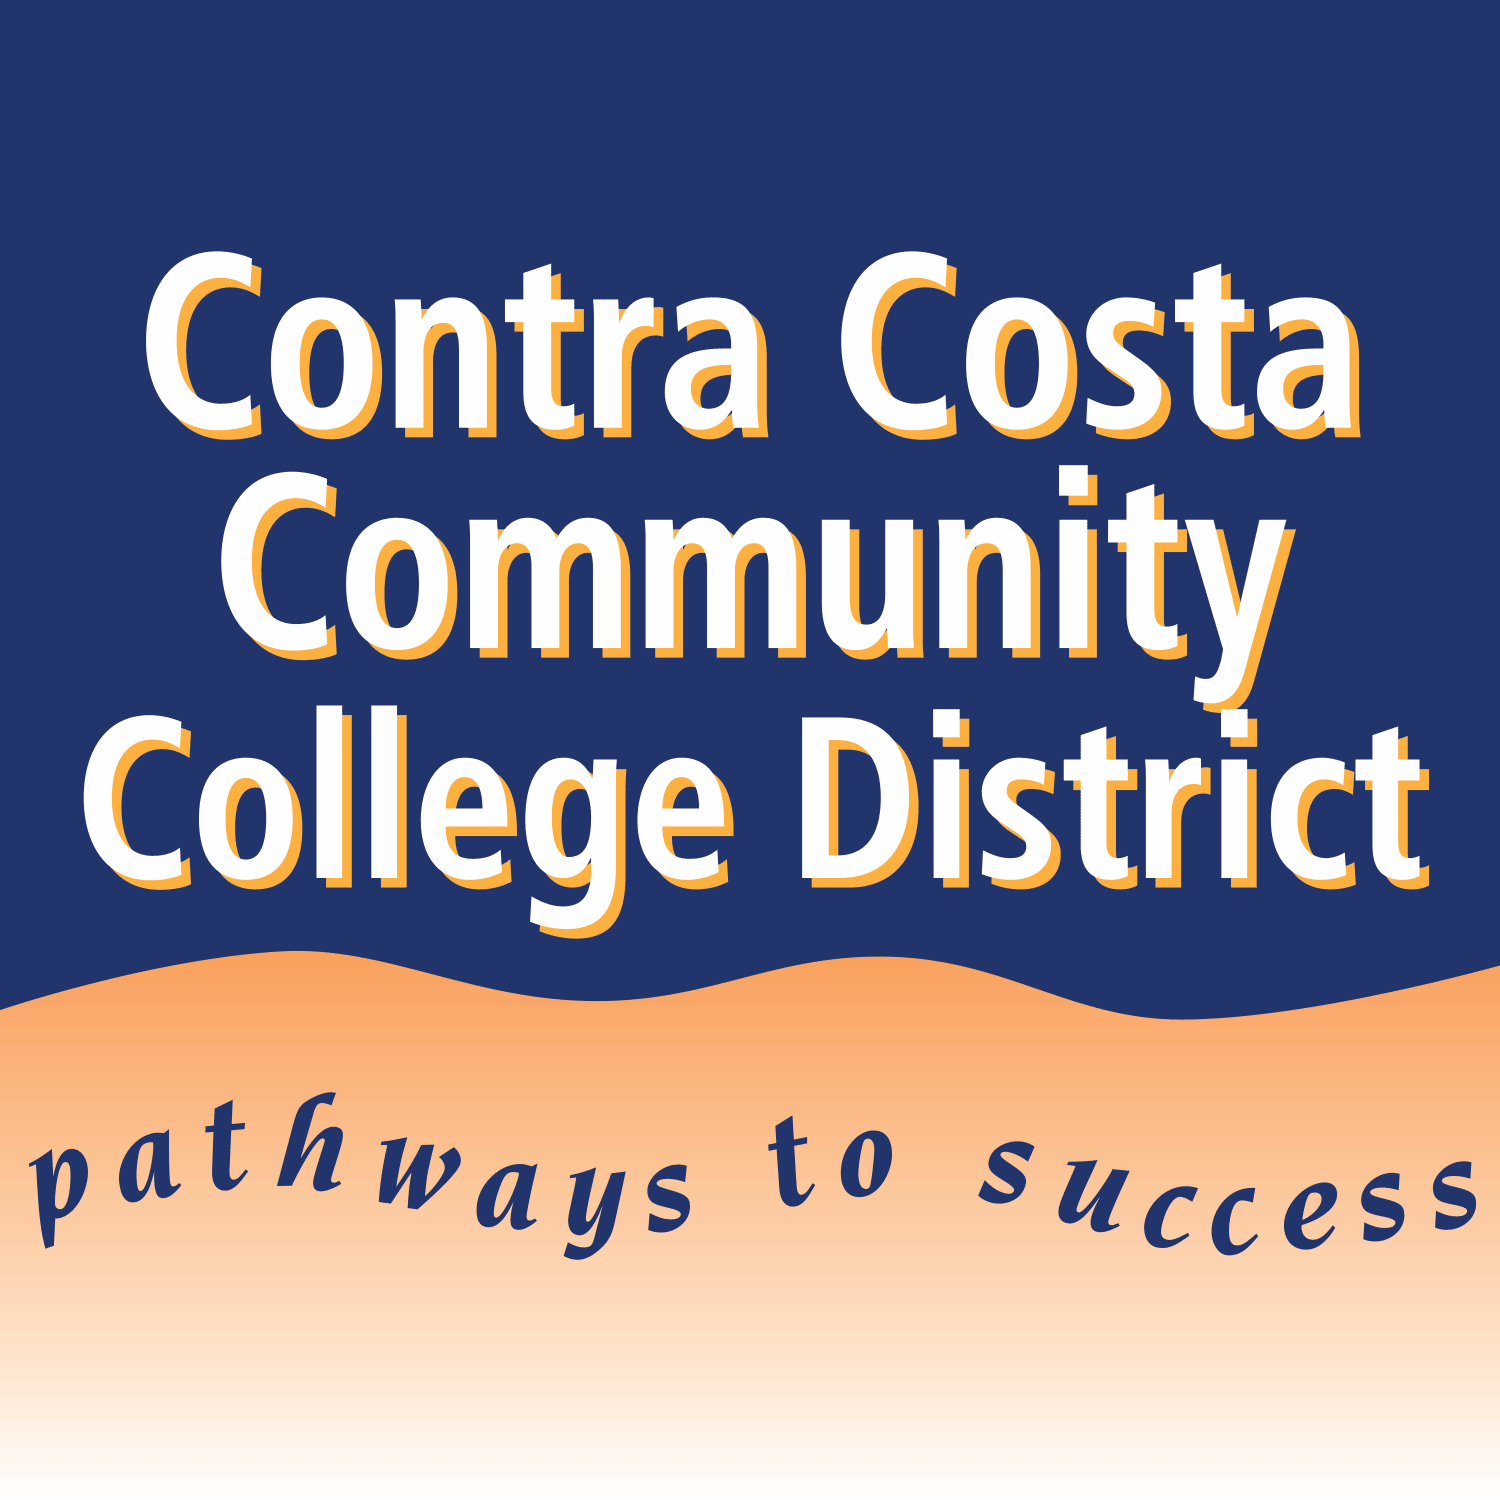 Contra Costa
Community
College District
pathways to success